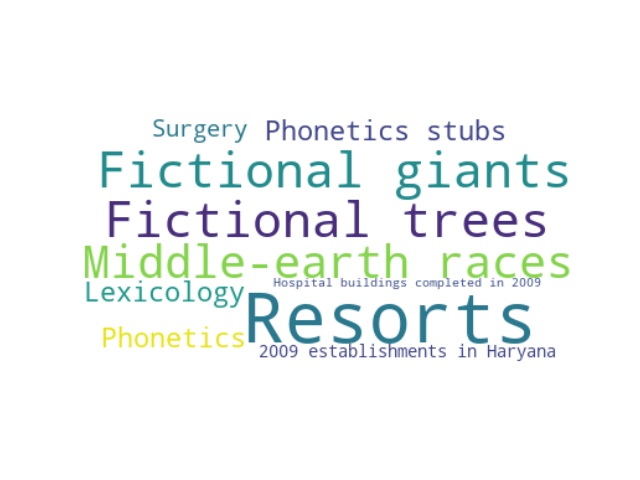 Surgery
Phonetics stubs
Fictional giants
Fictional trees
Middle-earth races
Hospital buildings completed in 2009
Lexicology
Resorts
Phonetics
2009 establishments in Haryana